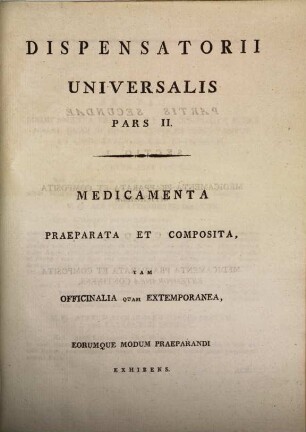 DISPENSATORII
UNIVERSALIS
PARS II.
MEDICAMENTA
PRAEPARATA ET COMPOSITA,
TAM
OFFICINALIA QUAM EXTEMPORANEA,
EORUMQUE MODUM PRAEPARANDI
EXHIBENS.